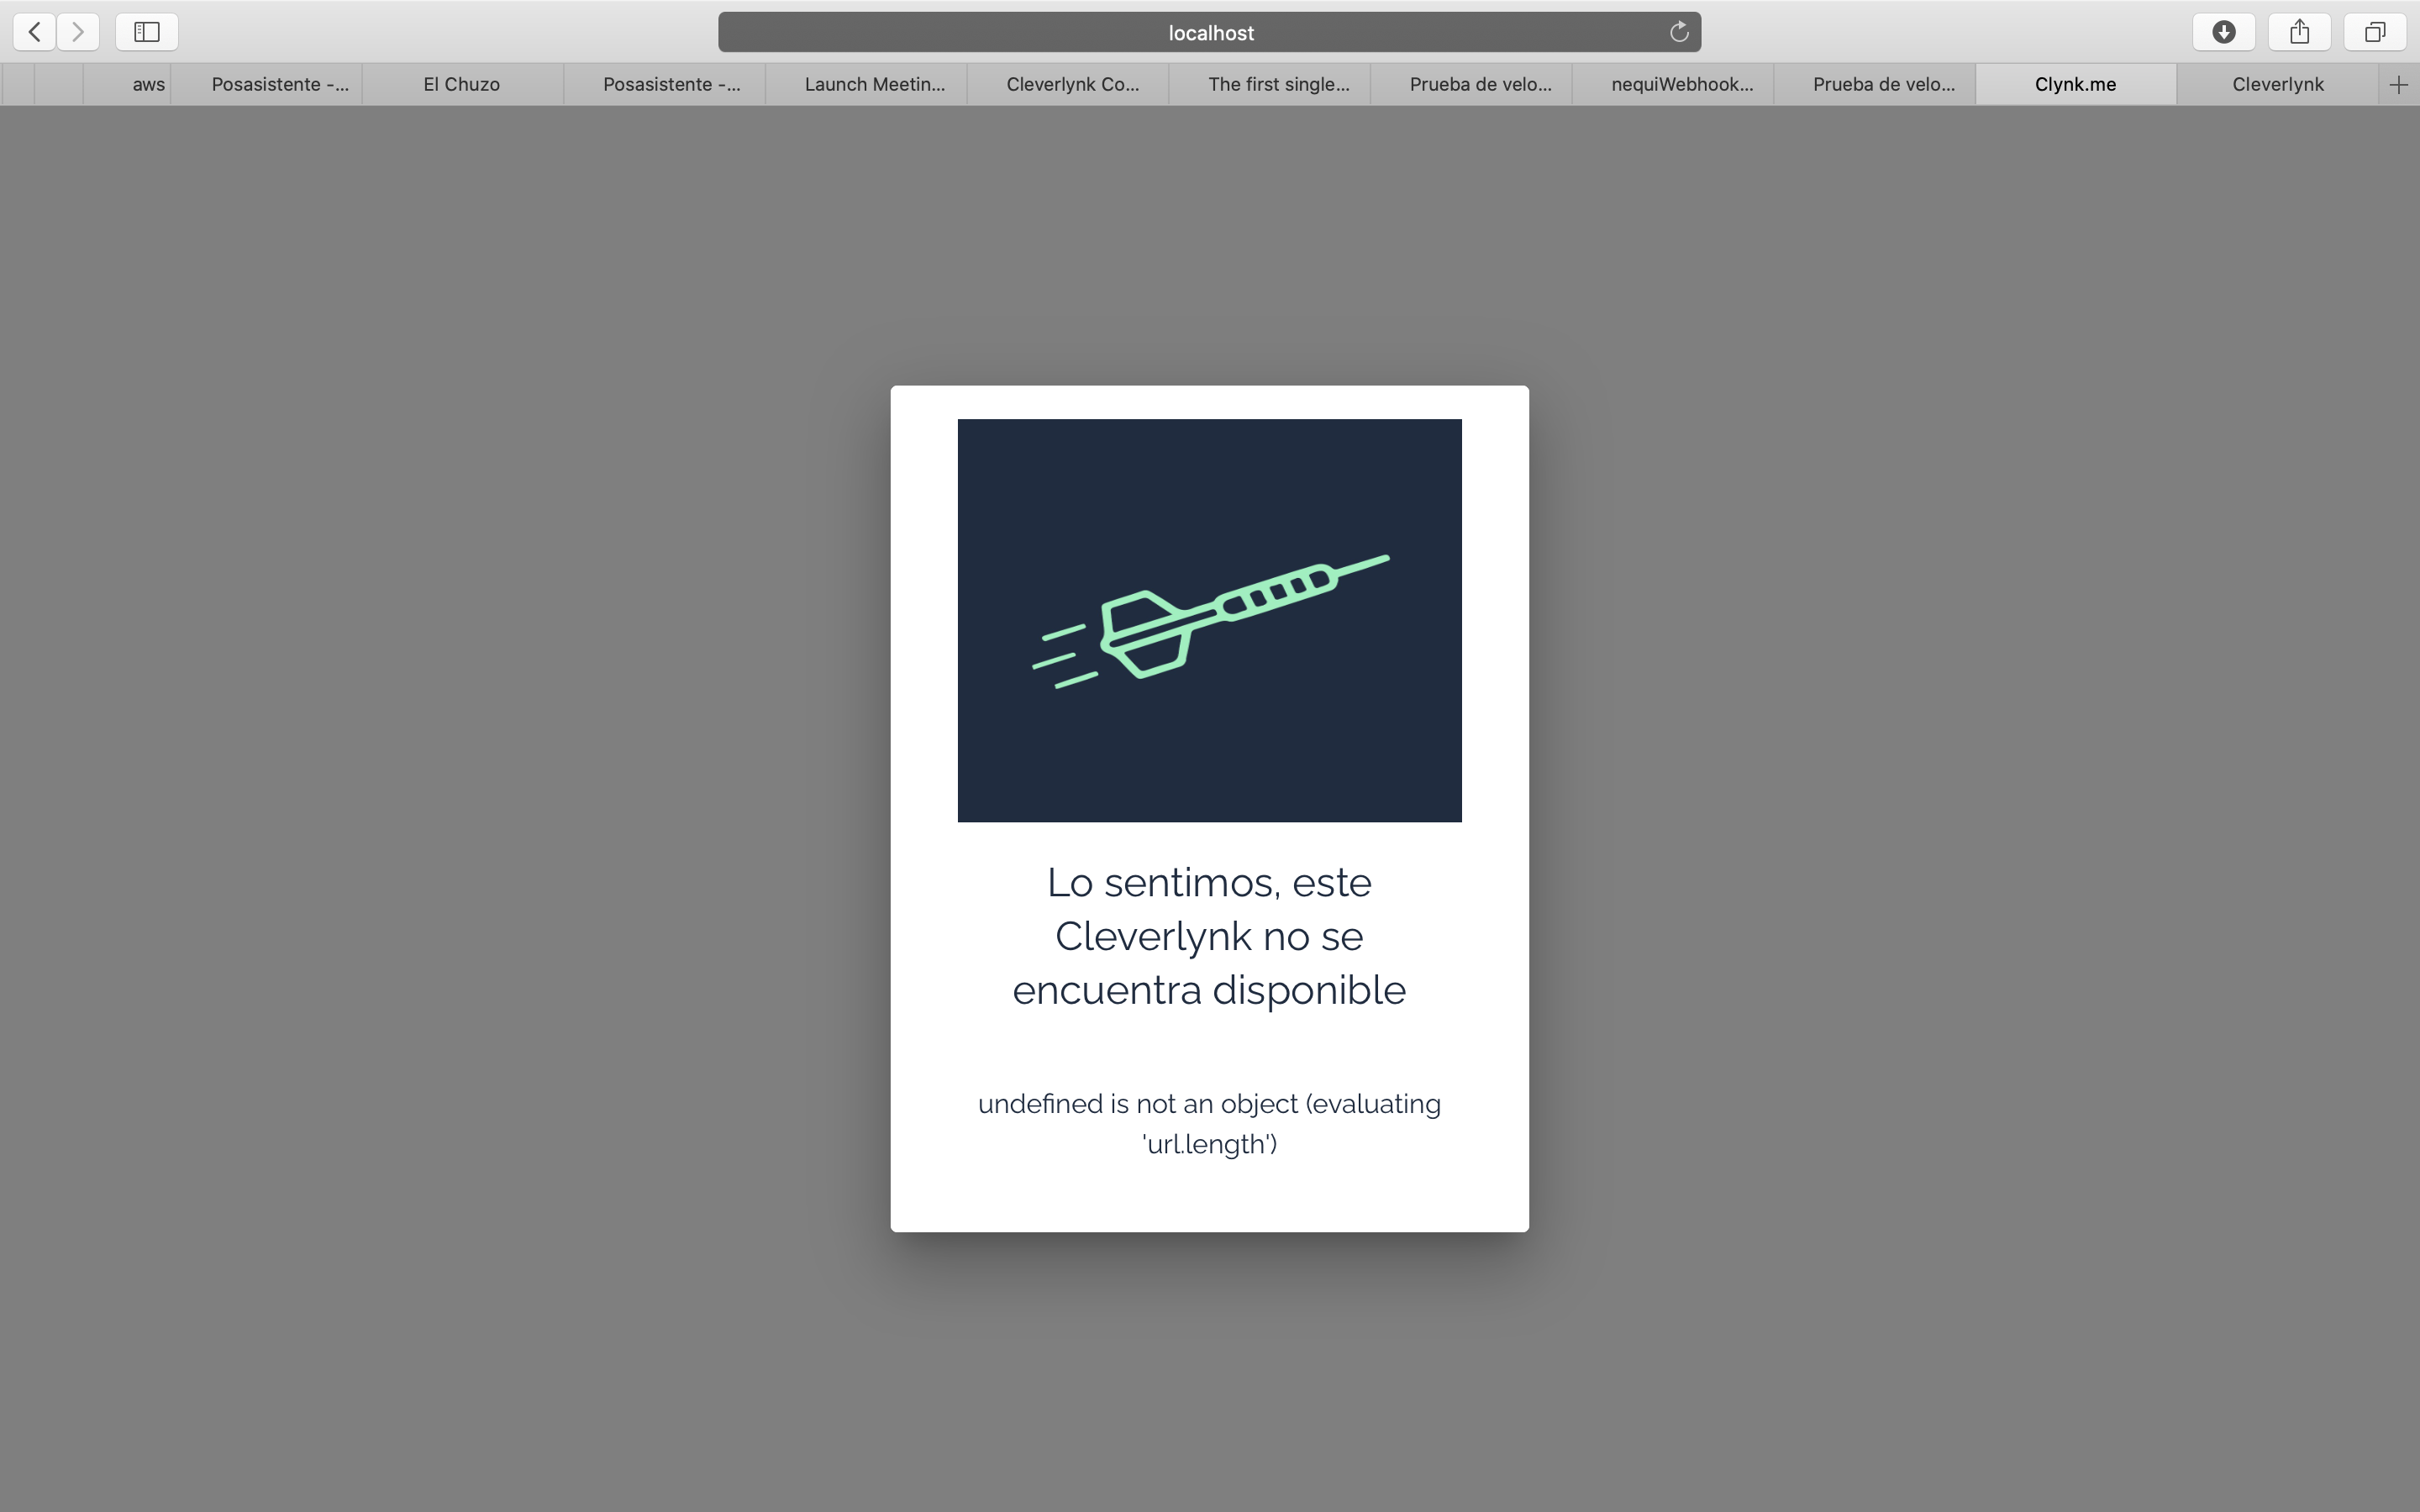 localhost
aws
Posasistente -...
El Chuzo
Posasistente -...
Launch Meetin...
Cleverlynk Co...
The first single...
Prueba de velo...
nequiWebhook...
Prueba de velo...
Clynk.me
Cleverlynk
Lo sentimos, este
Cleverlynk no se
encuentra disponible
undefined is not an object (evaluating
'url.length')